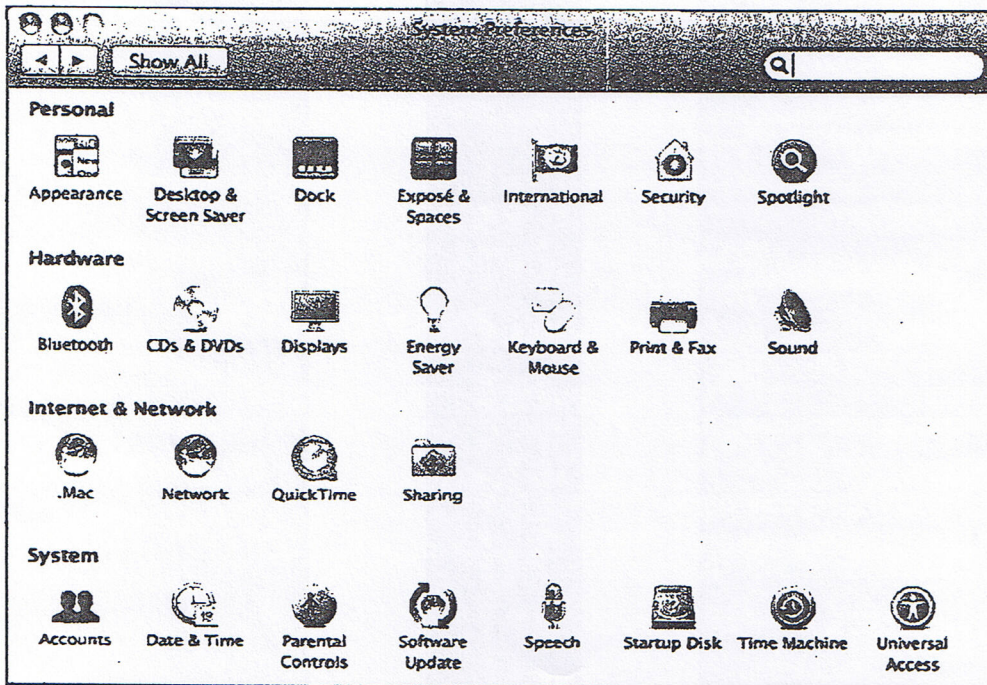 System Preferences
Show All
Personal
Appearance
Desktop &
Screen Saver
Dock
Exposé &
Spaces
International
Security
Spotlight
Hardware
Bluetooth
CDs & DVDs
Displays
Energy
Saver
Keyboard &
Mouse
Print & Fax
Sound
Internet & Network
.Mac
Network
QuickTime
Sharing
System
Accounts
Date & Time
Parental
Controls
Software
Update
Speech
Startup Disk
Time Machine
Universal
Access